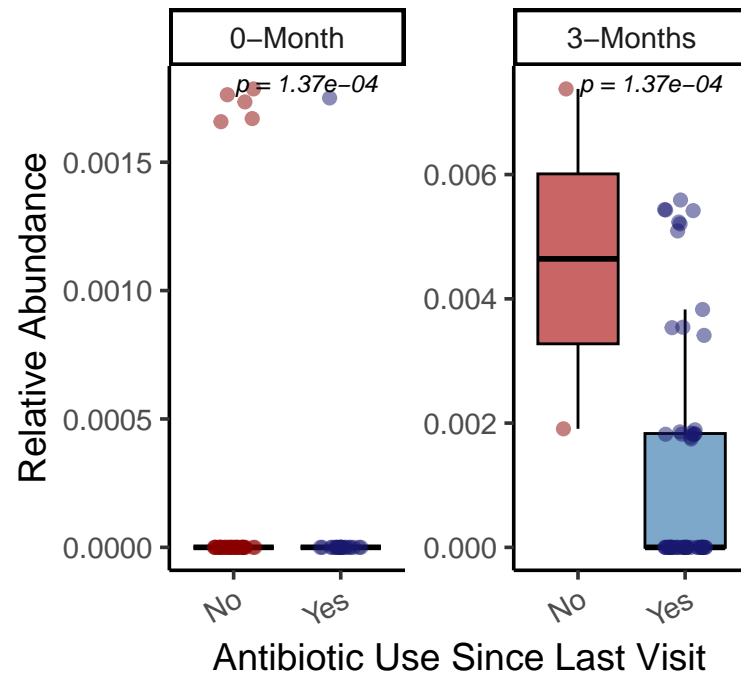 0−Month
3−Months
p = 1.37e−04
p = 1.37e−04
Relative Abundance
0.0015
0.0010
0.0005
0.0000
0.006
0.004
0.002
0.000
No
Yes
No
Yes
Antibiotic Use Since Last Visit